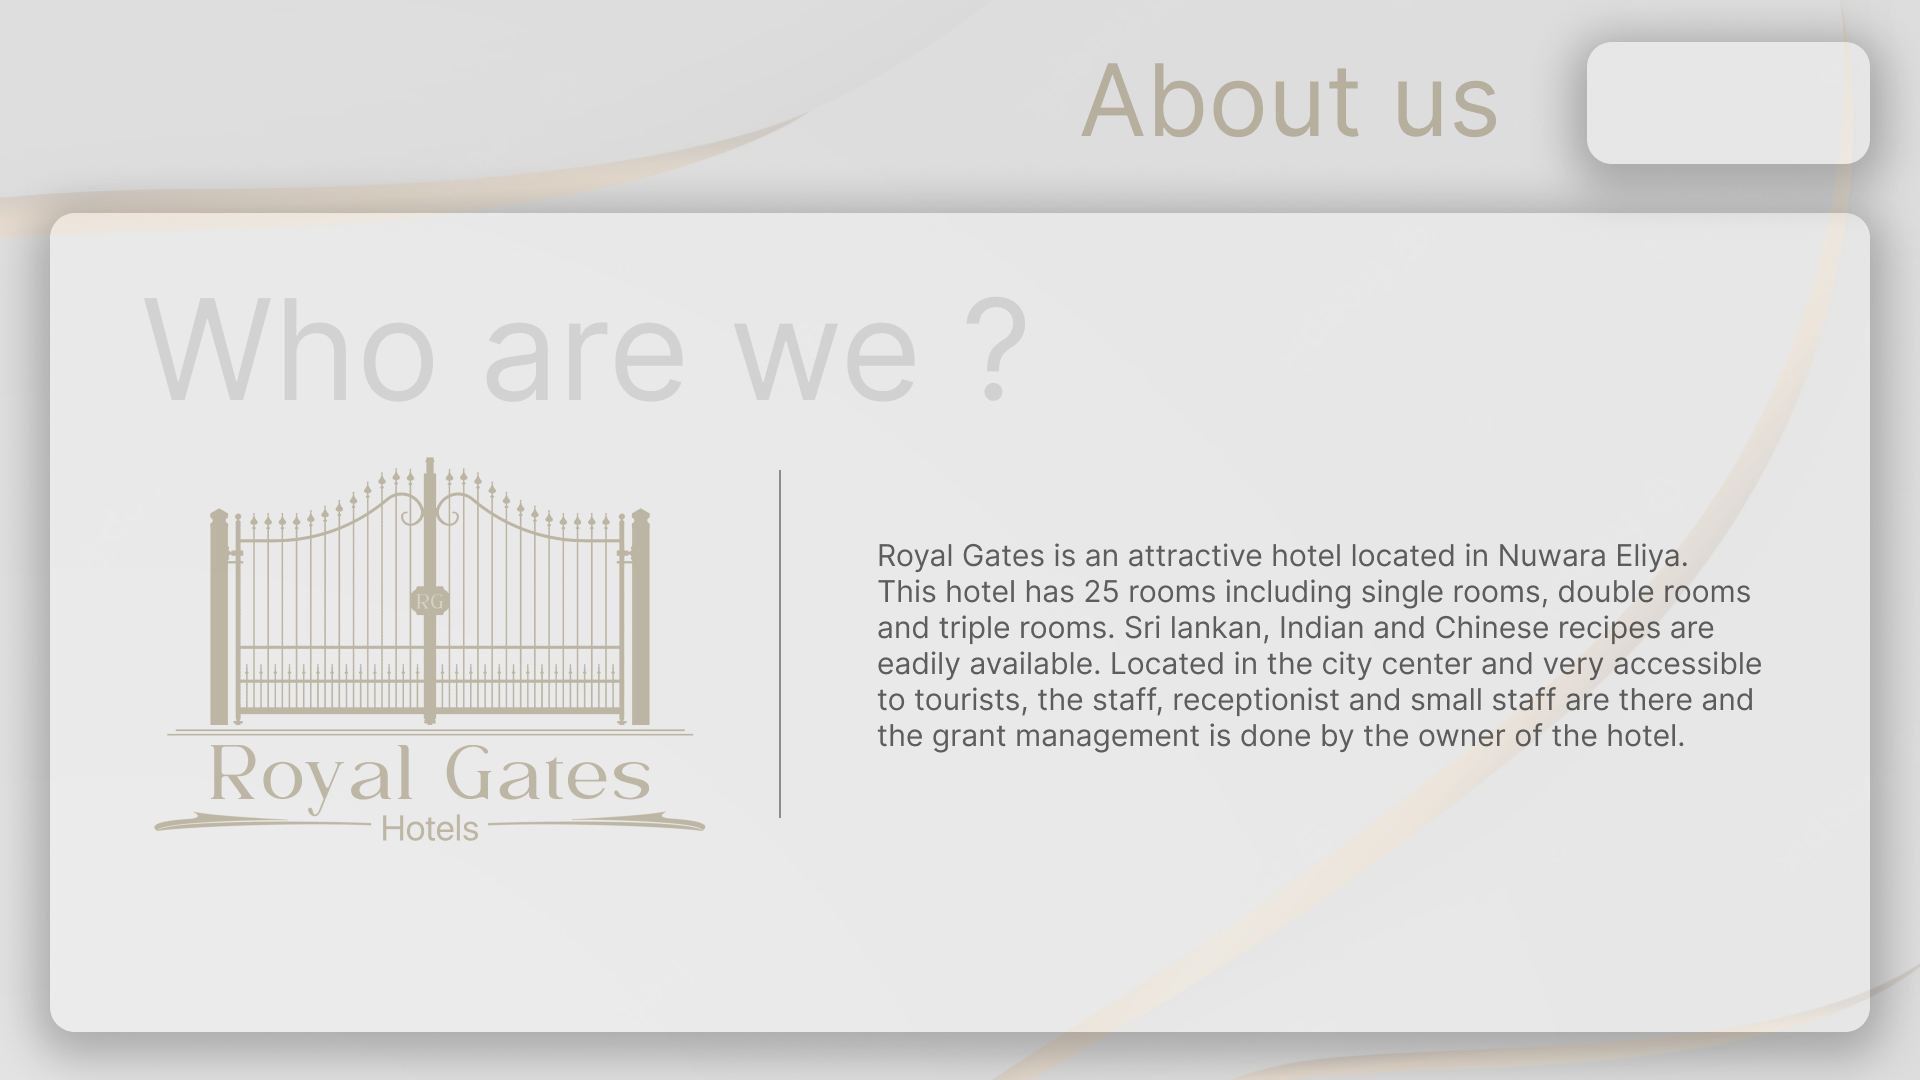 About us
Who are we ?
RG
Royal Gates
Hotels
Royal Gates is an attractive hotel located in Nuwara Eliya.
This hotel has 25 rooms including single rooms, double rooms
and triple rooms. Sri lankan, Indian and Chinese recipes are
eadily available. Located in the city center and very accessible
to tourists, the staff, receptionist and small staff are there and
the grant management is done by the owner of the hotel.